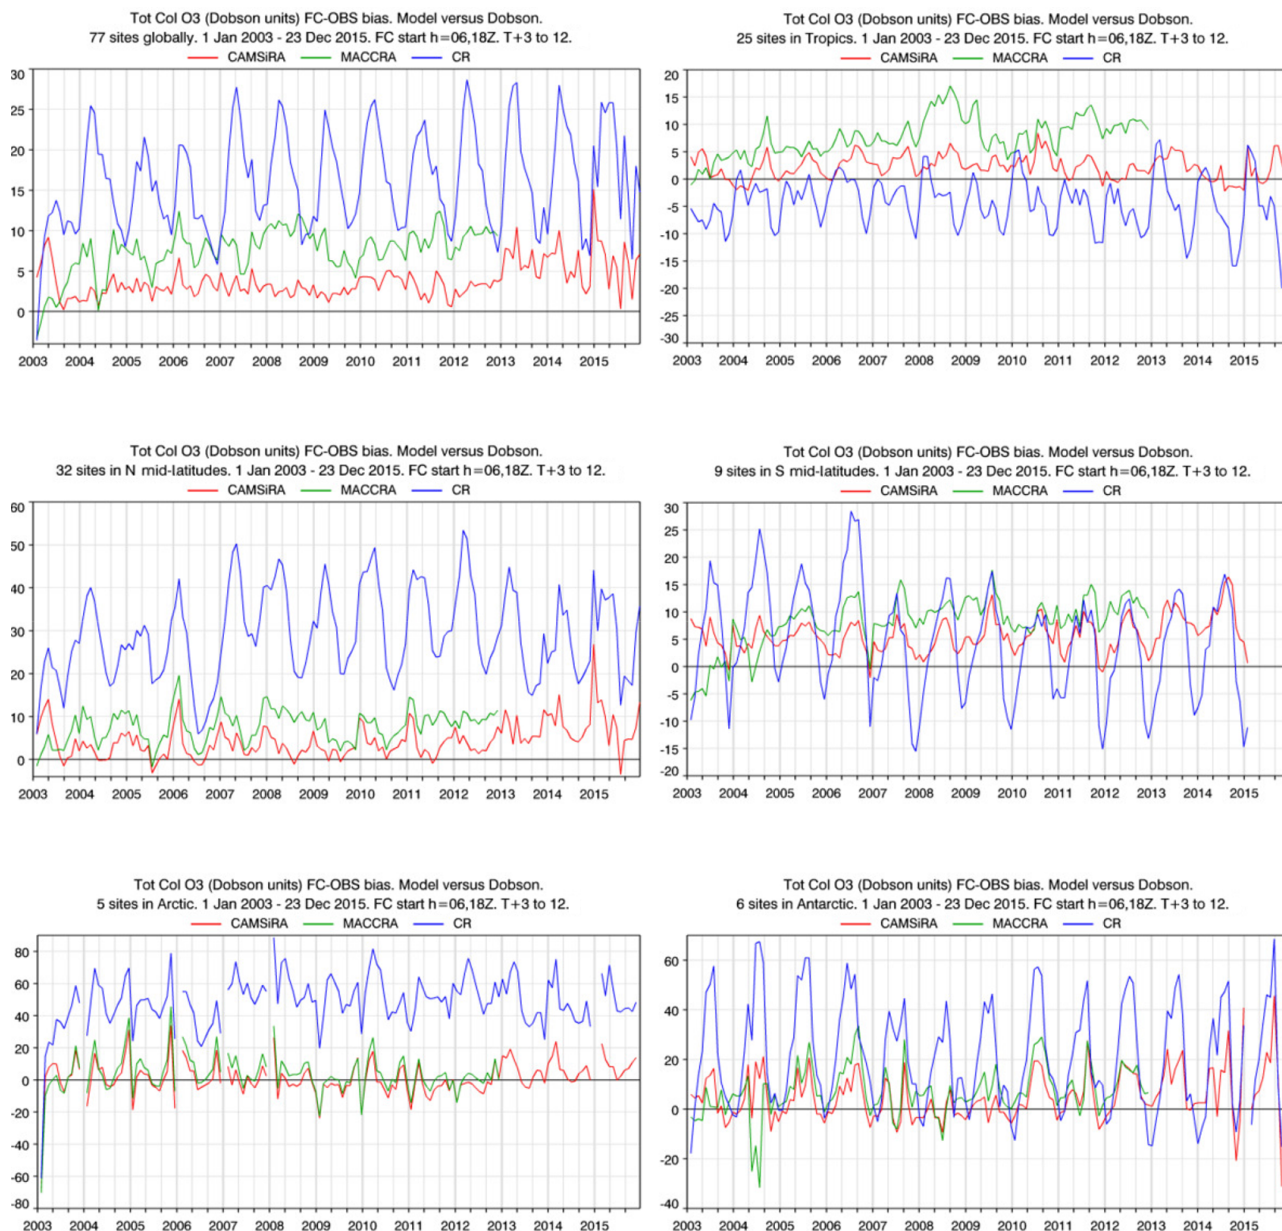 Tot Col O3 (Dobson units) FC-OBS bias. Model versus Dobson.
77 sites globally. 1 Jan 2003 - 23 Dec 2015. FC start h=06,18Z. T+3 to 12.
CAMSiRA MACCRA CR
30
25
20
15
10
5
0
2003 2004 2005 2006 2007 2008 2009 2010 2011 2012 2013 2014 2015
Tot Col O3 (Dobson units) FC-OBS bias. Model versus Dobson.
25 sites in Tropics. 1 Jan 2003 - 23 Dec 2015. FC start h=06,18Z. T+3 to 12.
CAMSiRA MACCRA CR
20
15
10
5
0
-5
-10
-15
-20
-25
-30
2003 2004 2005 2006 2007 2008 2009 2010 2011 2012 2013 2014 2015
Tot Col O3 (Dobson units) FC-OBS bias. Model versus Dobson.
32 sites in N mid-latitudes. 1 Jan 2003 - 23 Dec 2015. FC start h=06,18Z. T+3 to 12.
CAMSiRA MACCRA CR
60
50
40
30
20
10
0
2003 2004 2005 2006 2007 2008 2009 2010 2011 2012 2013 2014 2015
Tot Col O3 (Dobson units) FC-OBS bias. Model versus Dobson.
9 sites in S mid-latitudes. 1 Jan 2003 - 23 Dec 2015. FC start h=06,18Z. T+3 to 12.
CAMSiRA MACCRA CR
30
25
20
15
10
5
0
-5
-10
-15
-20
2003 2004 2005 2006 2007 2008 2009 2010 2011 2012 2013 2014 2015
Tot Col O3 (Dobson units) FC-OBS bias. Model versus Dobson.
5 sites in Arctic. 1 Jan 2003 - 23 Dec 2015. FC start h=06,18Z. T+3 to 12.
CAMSiRA MACCRA CR
80
60
40
20
0
-20
-40
-60
-80
2003 2004 2005 2006 2007 2008 2009 2010 2011 2012 2013 2014 2015
Tot Col O3 (Dobson units) FC-OBS bias. Model versus Dobson.
6 sites in Antarctic. 1 Jan 2003 - 23 Dec 2015. FC start h=06,18Z. T+3 to 12.
CAMSiRA MACCRA CR
60
40
20
0
-20
-40
2003 2004 2005 2006 2007 2008 2009 2010 2011 2012 2013 2014 2015